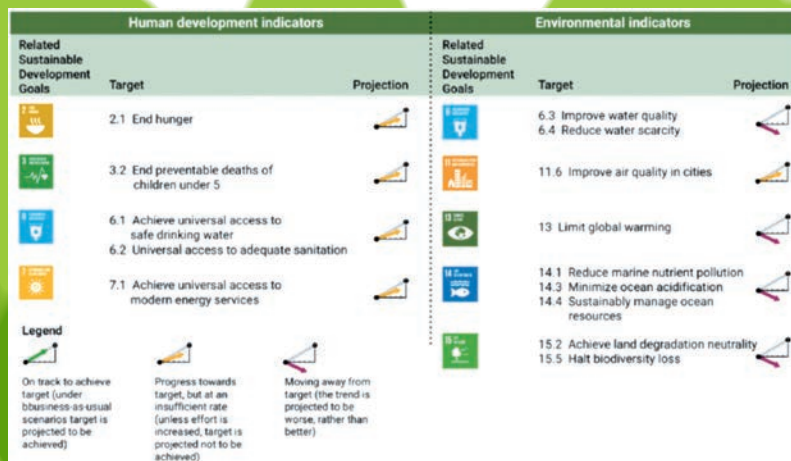 Human development indicators
Related
Sustainable
Development
Goals
Target
Projection
2.1 End hunger
3.2 End preventable deaths of
children under 5
6.1 Achieve universal access to
safe drinking water
6.2 Universal access to adequate sanitation
7.1 Achieve universal access to
modern energy services
Environmental indicators
Related
Sustainable
Development
Goals
Target
Projection
6.3 Improve water quality
6.4 Reduce water scarcity
11.6 Improve air quality in cities
13 Limit global warming
14.1 Reduce marine nutrient pollution
14.3 Minimize ocean acidification
14.4 Sustainably manage ocean
resources
15.2 Achieve land degradation neutrality
15.5 Halt biodiversity loss
Legend
On track to achieve
target (under
bbusiness-as-usual
scenarios target is
projected to be
achieved)
Progress towards
target, but at an
insufficient rate
(unless effort is
increased, target is
projected not to be
achieved)
Moving away from
target (the trend is
projected to be
worse, rather than
better)